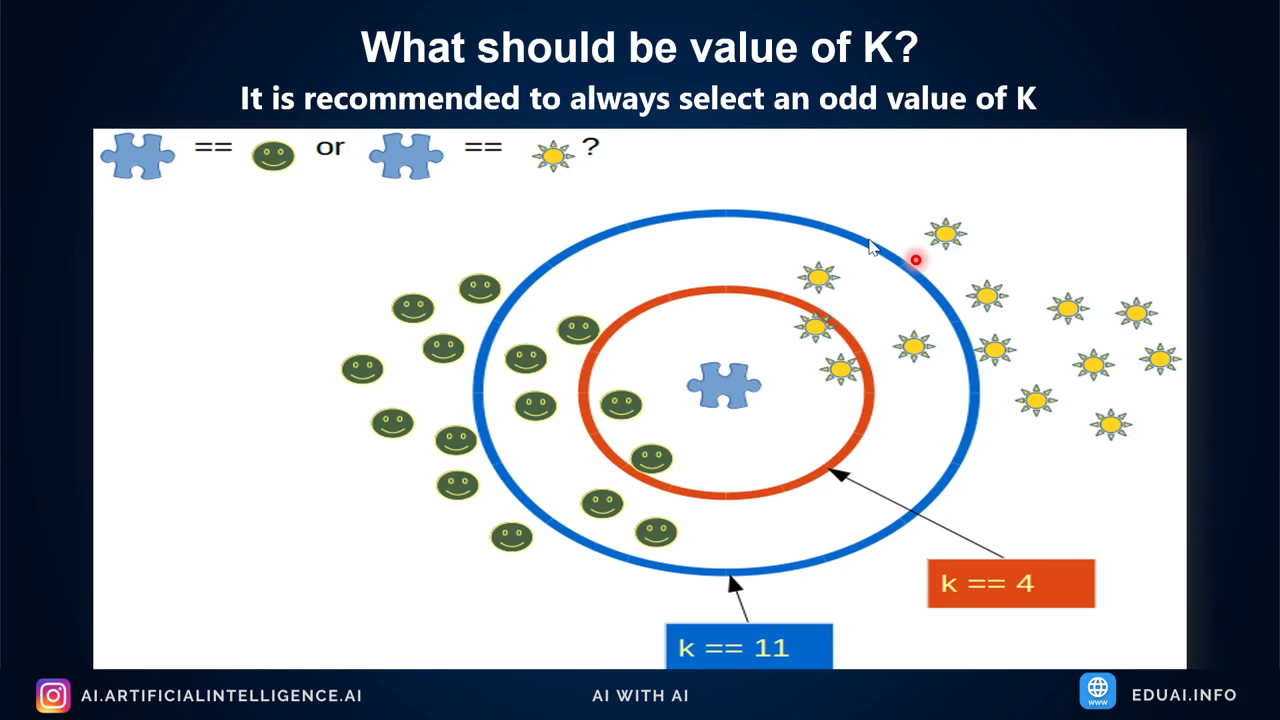 What should be value of K?
It is recommended to always select an odd value of K
== or == ?
k == 4
k == 11
AI.ARTIFICIALINTELLIGENCE.AI
AI WITH AI
www
EDUAI.INFO